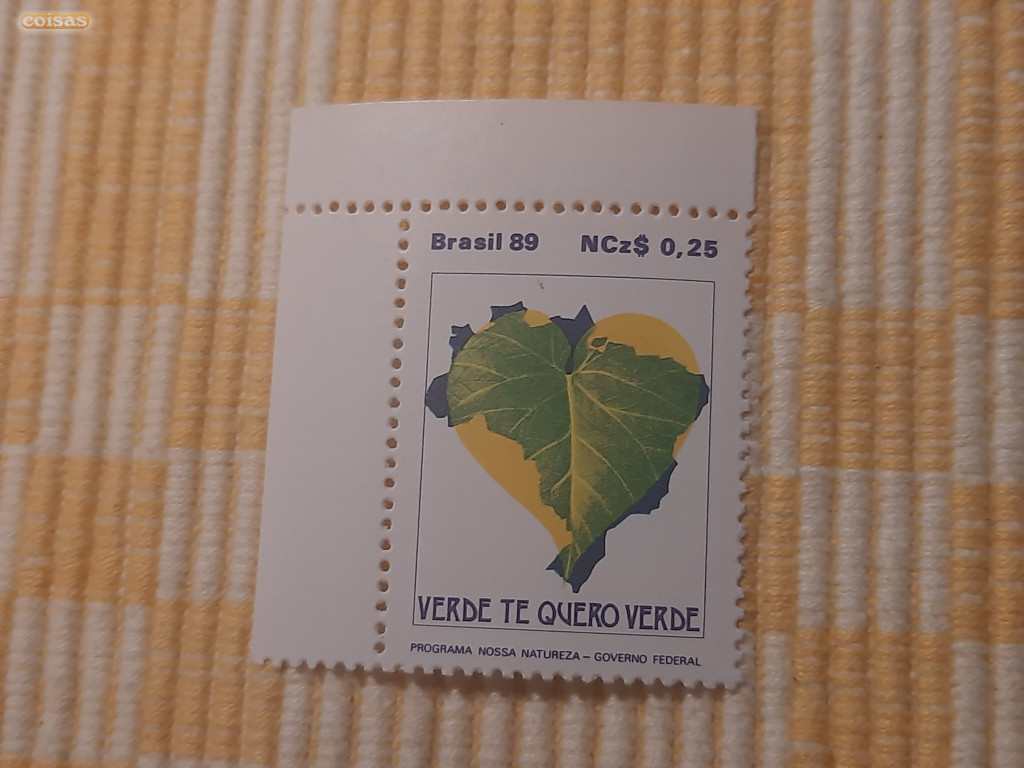 coisas
Brasil 89 NCz$ 0,25
VERDE TE QUERO VERDE
PROGRAMA NOSSA NATUREZA – GOVERNO FEDERAL